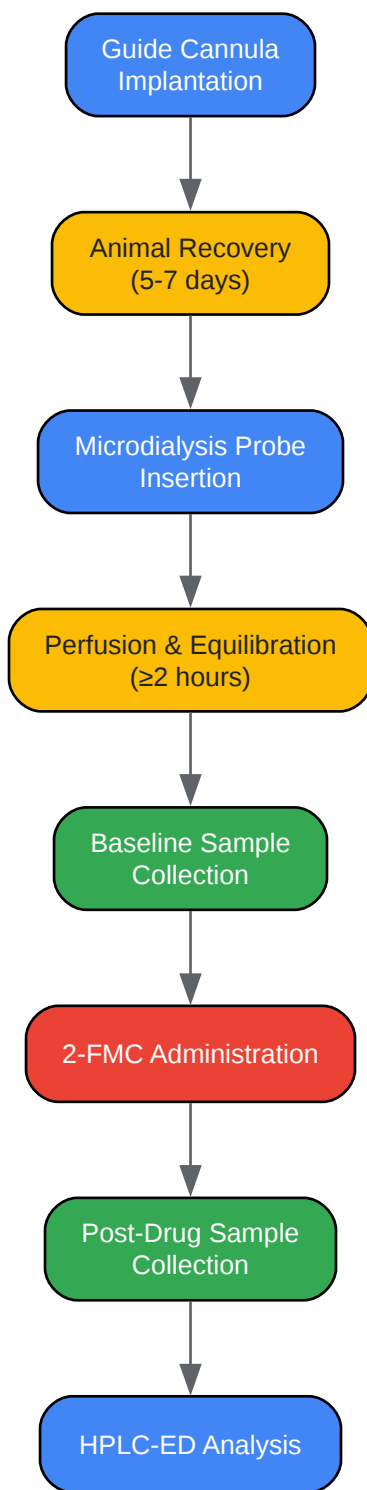 Guide Cannula
Implantation
Animal Recovery
(5-7 days)
Microdialysis Probe
Insertion
Perfusion & Equilibration
(≥2 hours)
Baseline Sample
Collection
2-FMC Administration
Post-Drug Sample
Collection
HPLC-ED Analysis